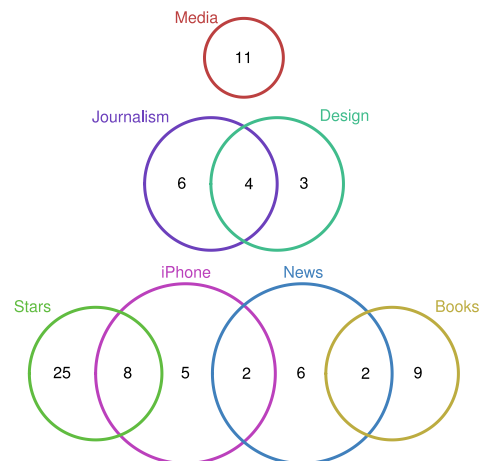 Media
11
Journalism Design
6 4 3
iPhone News
Stars Books
25 8 5 2 6 2 9